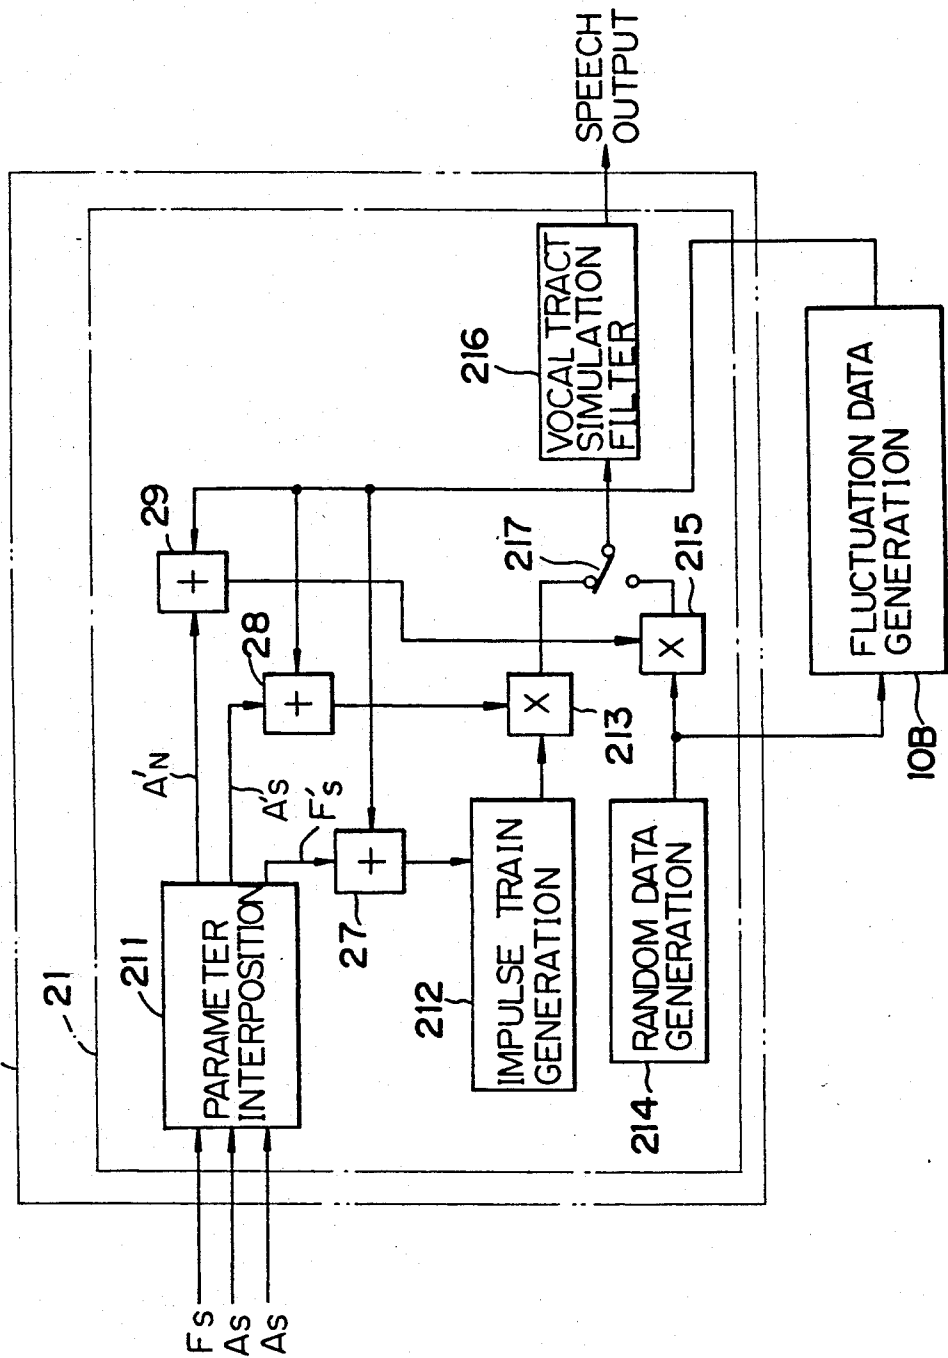 21
Fs
As
As
211
PARAMETER
INTERPOSITION
A'N
A's
F's
29
+
28
+
27
+
212
IMPULSE TRAIN
GENERATION
213
X
214
RANDOM DATA
GENERATION
215
X
217
216
VOCAL TRACT
SIMULATION
FILTER
SPEECH
OUTPUT
10B
FLUCTUATION DATA
GENERATION